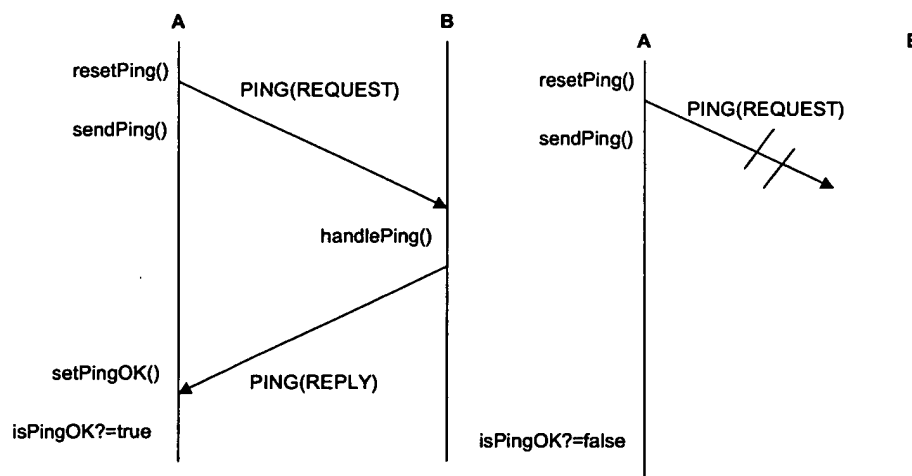 A
B
resetPing()
PING(REQUEST)
sendPing()
handlePing()
setPingOK()
PING(REPLY)
isPingOK?=true
A
resetPing()
PING(REQUEST)
sendPing()
isPingOK?=false